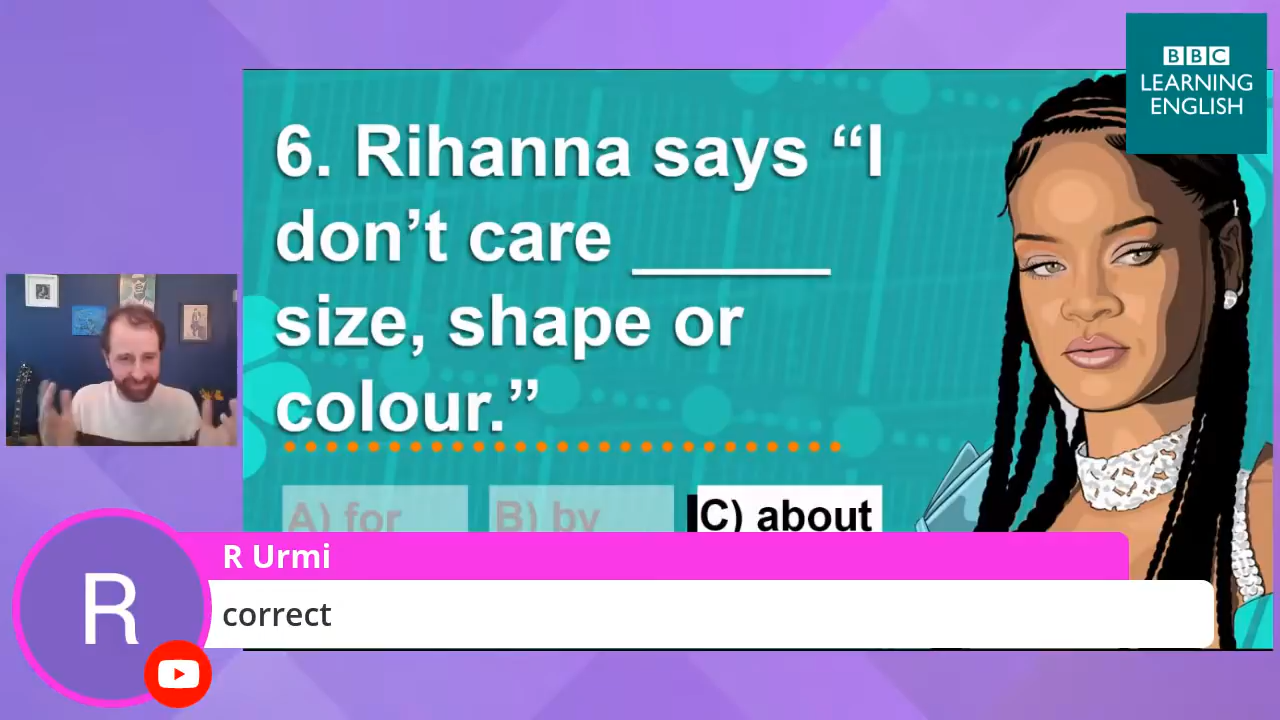 BBC
LEARNING
ENGLISH
6. Rihanna says “I
don’t care ______
size, shape or
colour.”
A) for
B) by
C) about
R
R Urmi
correct